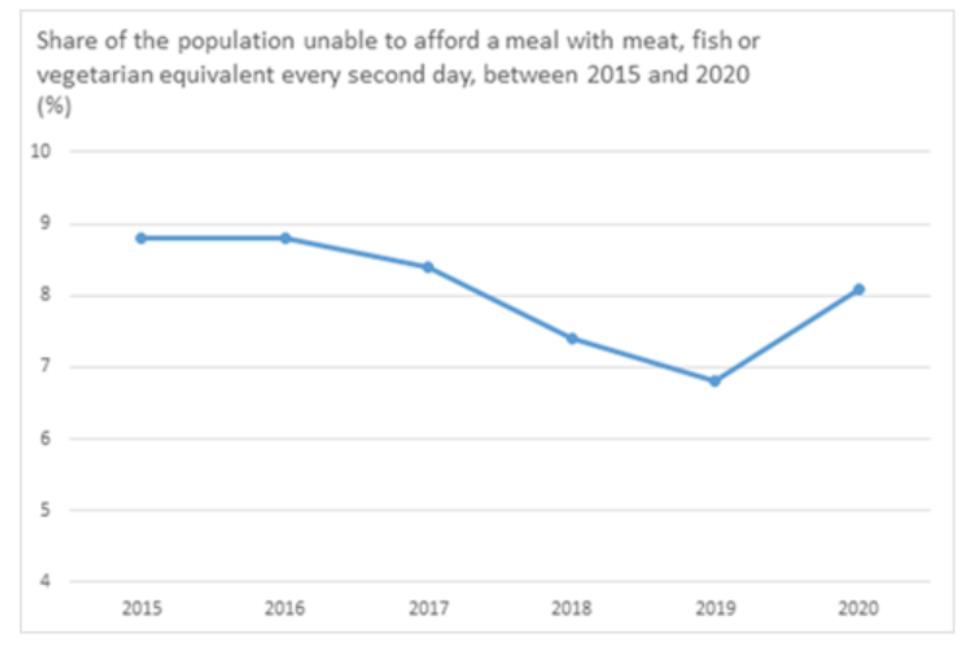 Share of the population unable to afford a meal with meat, fish or
vegetarian equivalent every second day, between 2015 and 2020
(%)
10
9
8
7
6
5
4
2015 2016 2017 2018 2019 2020